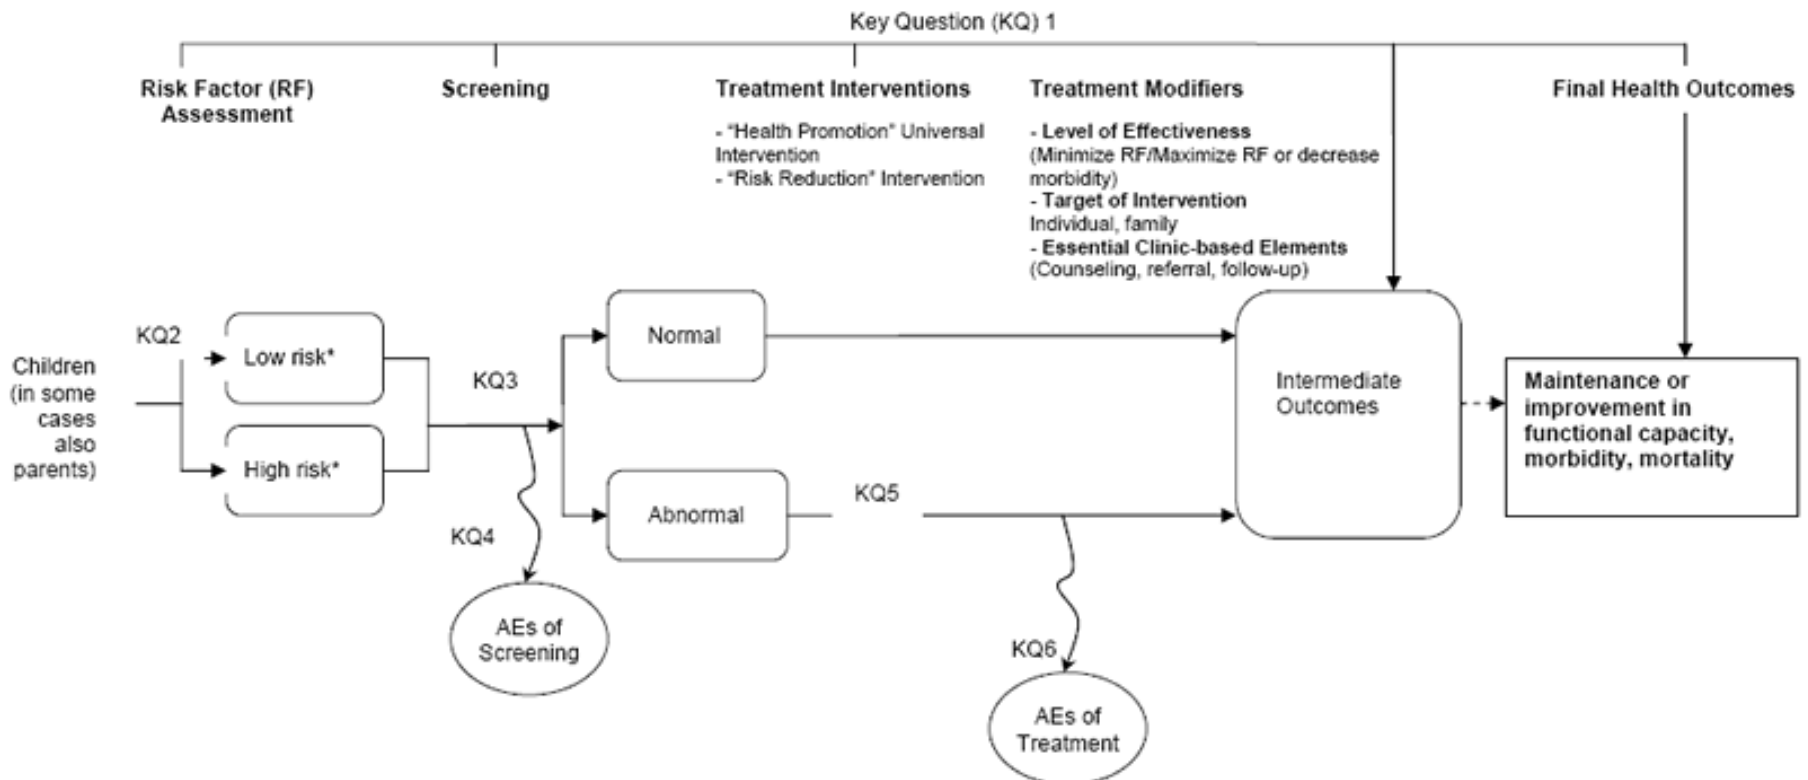 Key Question (KQ) 1
Risk Factor (RF)
Assessment
Screening
Treatment Interventions
- "Health Promotion" Universal
Intervention
- "Risk Reduction" Intervention
Treatment Modifiers
- Level of Effectiveness
(Minimize RF/Maximize RF or decrease
morbidity)
- Target of Intervention
Individual, family
- Essential Clinic-based Elements
(Counseling, referral, follow-up)
Final Health Outcomes
Children
(in some
cases
also
parents)
KQ2
Low risk*
High risk*
KQ3
KQ4
AEs of
Screening
Normal
Abnormal
KQ5
KQ6
AEs of
Treatment
Intermediate
Outcomes
Maintenance or
improvement in
functional capacity,
morbidity, mortality